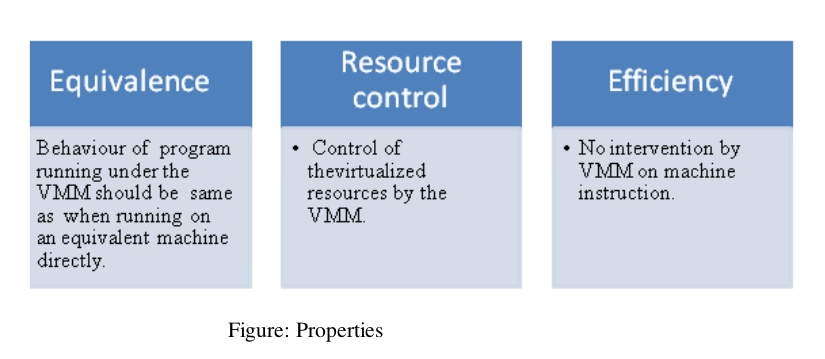 Equivalence
Behaviour of program
running under the
VMM should be same
as when running on
an equivalent machine
directly.
Resource
control
• Control of
thevirtualized
resources by the
VMM.
Efficiency
• No intervention by
VMM on machine
instruction.
Figure: Properties